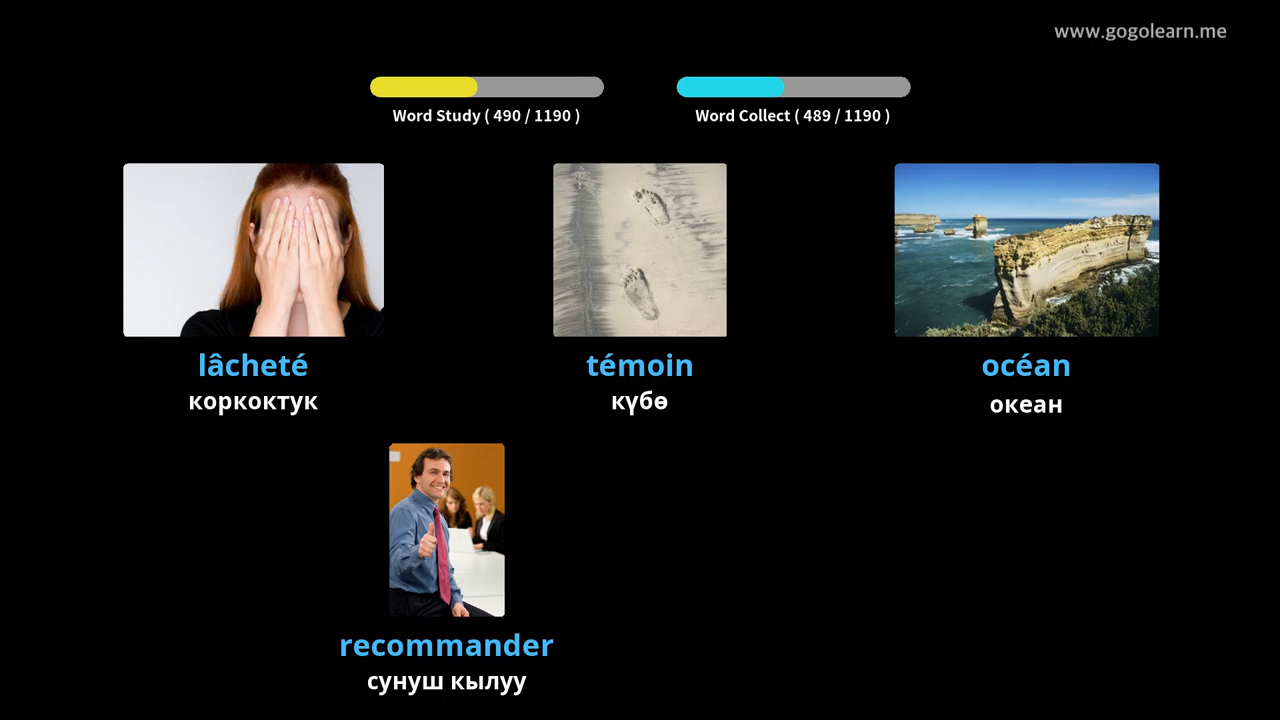 www.gogolearn.me
Word Study ( 490 / 1190 )
Word Collect ( 489 / 1190 )
lâcheté
коркоктук
témoin
күбө
océan
океан
recommander
сунуш кылуу